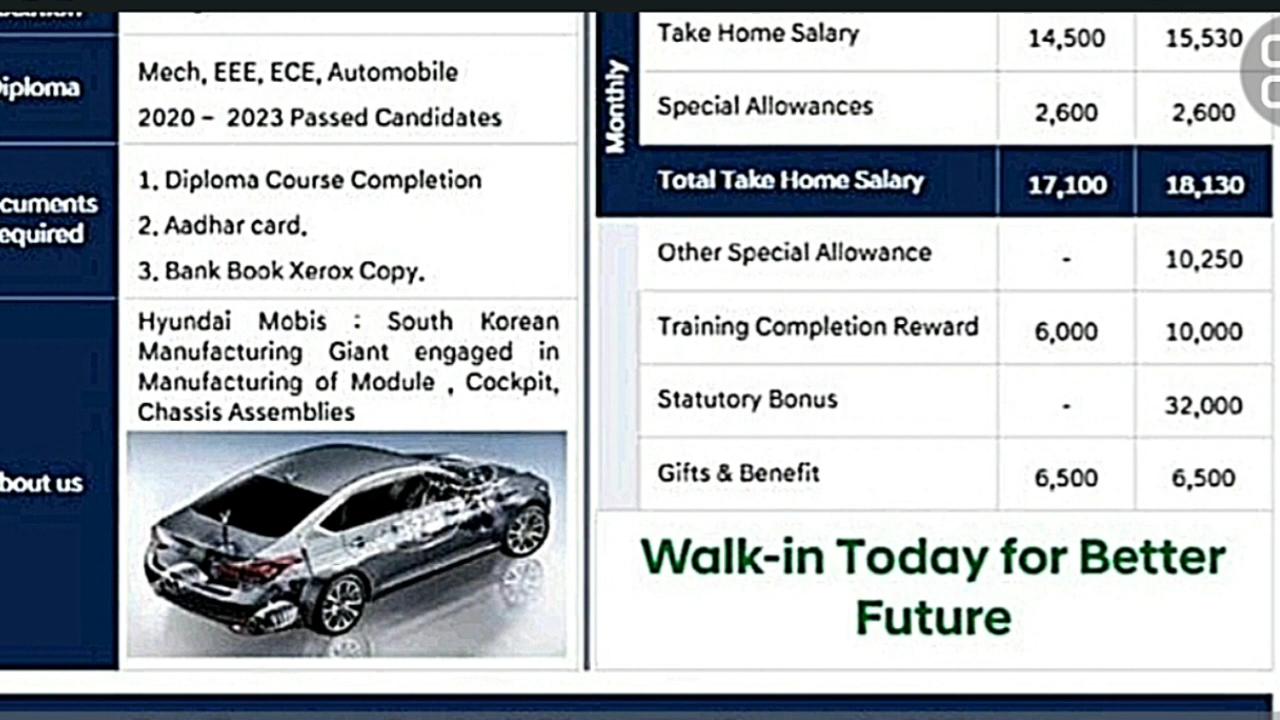 Diploma
Mech, EEE, ECE, Automobile
2020 – 2023 Passed Candidates
cuments
equired
1. Diploma Course Completion
2. Aadhar card.
3. Bank Book Xerox Copy.
bout us
Hyundai Mobis : South Korean
Manufacturing Giant engaged in
Manufacturing of Module , Cockpit,
Chassis Assemblies
Monthly
Take Home Salary 14,500 15,530
Special Allowances 2,600 2,600
Total Take Home Salary 17,100 18,130
Other Special Allowance - 10,250
Training Completion Reward 6,000 10,000
Statutory Bonus - 32,000
Gifts & Benefit 6,500 6,500
Walk-in Today for Better
Future